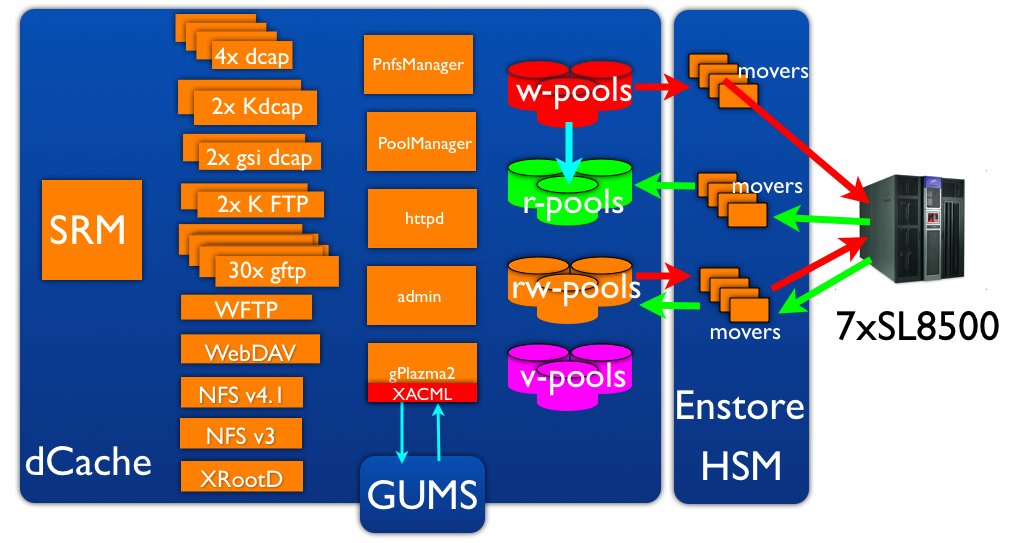 SRM
dCache
4x dcap
2x Kdcap
2x gsi dcap
2x K FTP
30x gftp
WFTP
WebDAV
NFS v4.1
NFS v3
XRootD
PnfsManager
PoolManager
httpd
admin
gPlazma2
XACML
GUMS
w-pools
r-pools
rw-pools
v-pools
movers
movers
movers
Enstore
HSM
7xSL8500